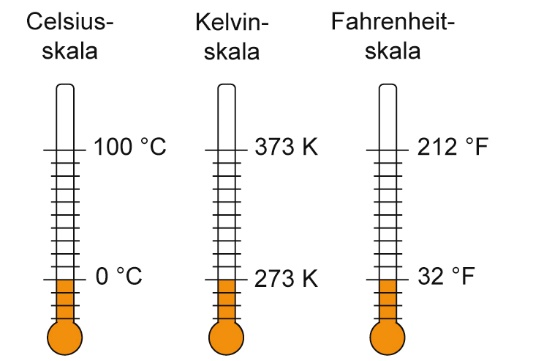 Celsius-
skala
Kelvin-
skala
Fahrenheit-
skala
100 °C
373 K
212 °F
0 °C
273 K
32 °F